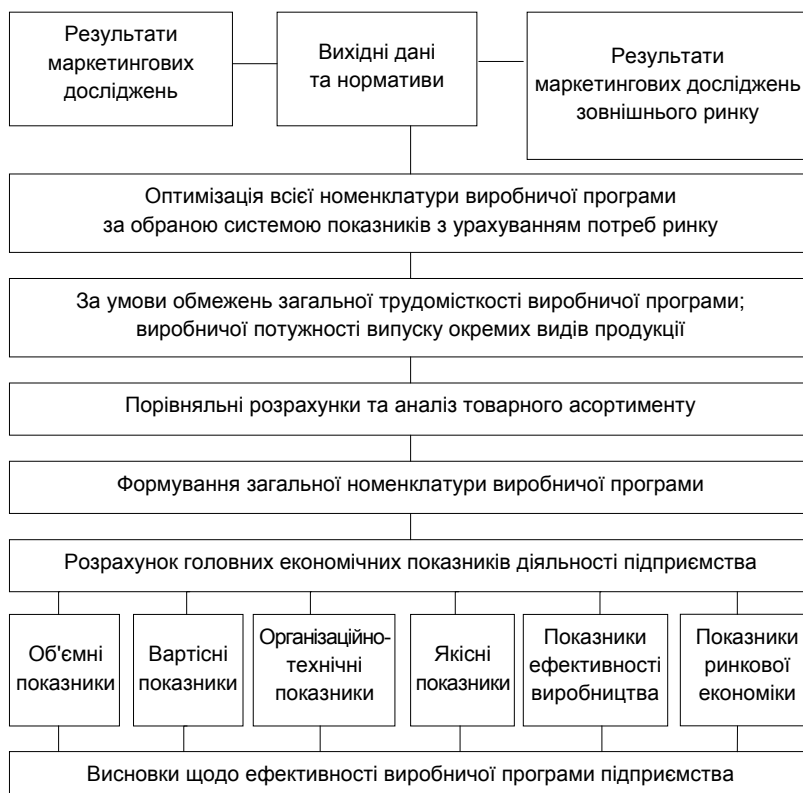 Результати
маркетингових
досліджень
Вихідні дані
та нормативи
Результати
маркетингових досліджень
зовнішнього ринку
Оптимізація всієї номенклатури виробничої програми
за обраною системою показників з урахуванням потреб ринку
За умови обмежень загальної трудомісткості виробничої програми;
виробничої потужності випуску окремих видів продукції
Порівняльні розрахунки та аналіз товарного асортименту
Формування загальної номенклатури виробничої програми
Розрахунок головних економічних показників діяльності підприємства
Об'ємні
показники
Вартісні
показники
Організаційно-
технічні
показники
Якісні
показники
Показники
ефективності
виробництва
Показники
ринкової
економіки
Висновки щодо ефективності виробничої програми підприємства